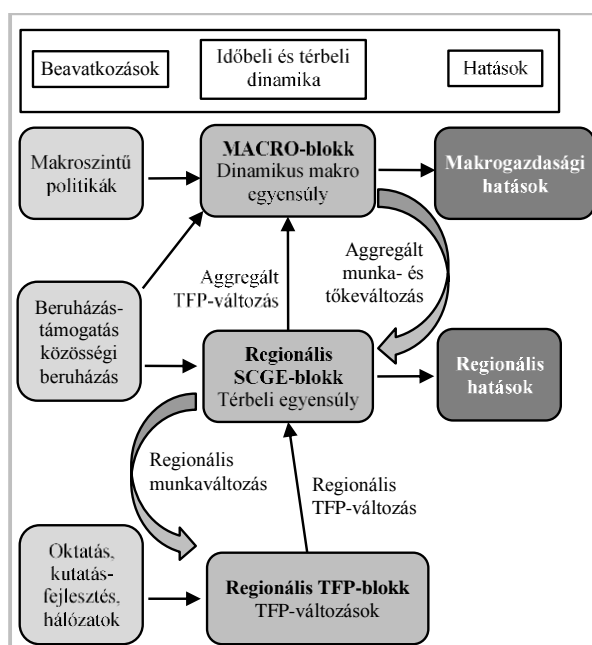 Beavatkozások
Időbeli és térbeli
dinamika
Hatások
Makroszintű
politikák
MACRO-blokk
Dinamikus makro
egyensúly
Makrogazdasági
hatások
Aggregált
TFP-változás
Aggregált
munka- és
tőkeváltozás
Beruházás-
támogatás
közösségi
beruházás
Regionális
SCGE-blokk
Térbeli egyensúly
Regionális
hatások
Regionális
munkaváltozás
Regionális
TFP-változás
Oktatás,
kutatás-
fejlesztés,
hálózatok
Regionális TFP-blokk
TFP-változások